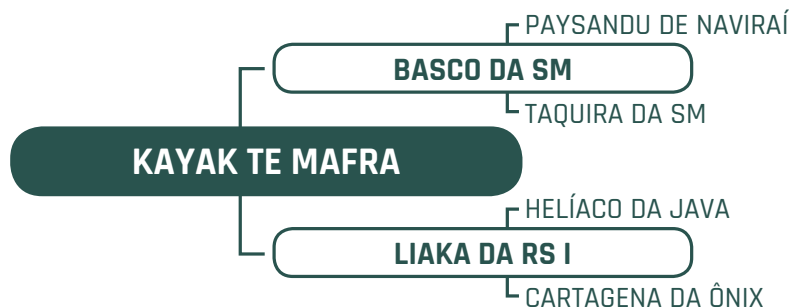 PAYSANDU DE NAVIRAÍ
BASCO DA SM
TAQUIRA DA SM
KAYAK TE MAFRA
HELÍACO DA JAVA
LIAKA DA RS I
CARTAGENA DA ÔNIX